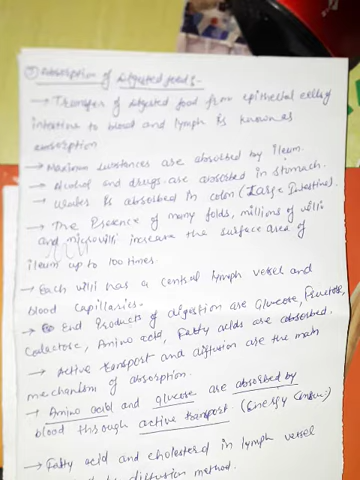 absorption of digested food :-
→ Transfer of digested food from epithelial cells of
intestine to blood and lymph is known as
absorption
→ Maximum substances are absorbed by ileum.
→ Alcohol and drugs are absorbed in stomach.
→ Water is absorbed in colon (Large Intestine).
→ The Presence of many folds, millions of villi
and microvilli increase the surface area of
ileum up to 100 times.
→ Each villi has a central lymph vessel and
blood capillaries.
→ End Products of digestion are Glucose, Fructose,
Galactose, Amino acid, Fatty acids are absorbed.
→ Active transport and diffusion are the main
mechanism of absorption.
→ Amino acid and glucose are absorbed by
blood through active transport (Energy
→ Fatty acid and cholesterol in lymph vessel
diffusion method.